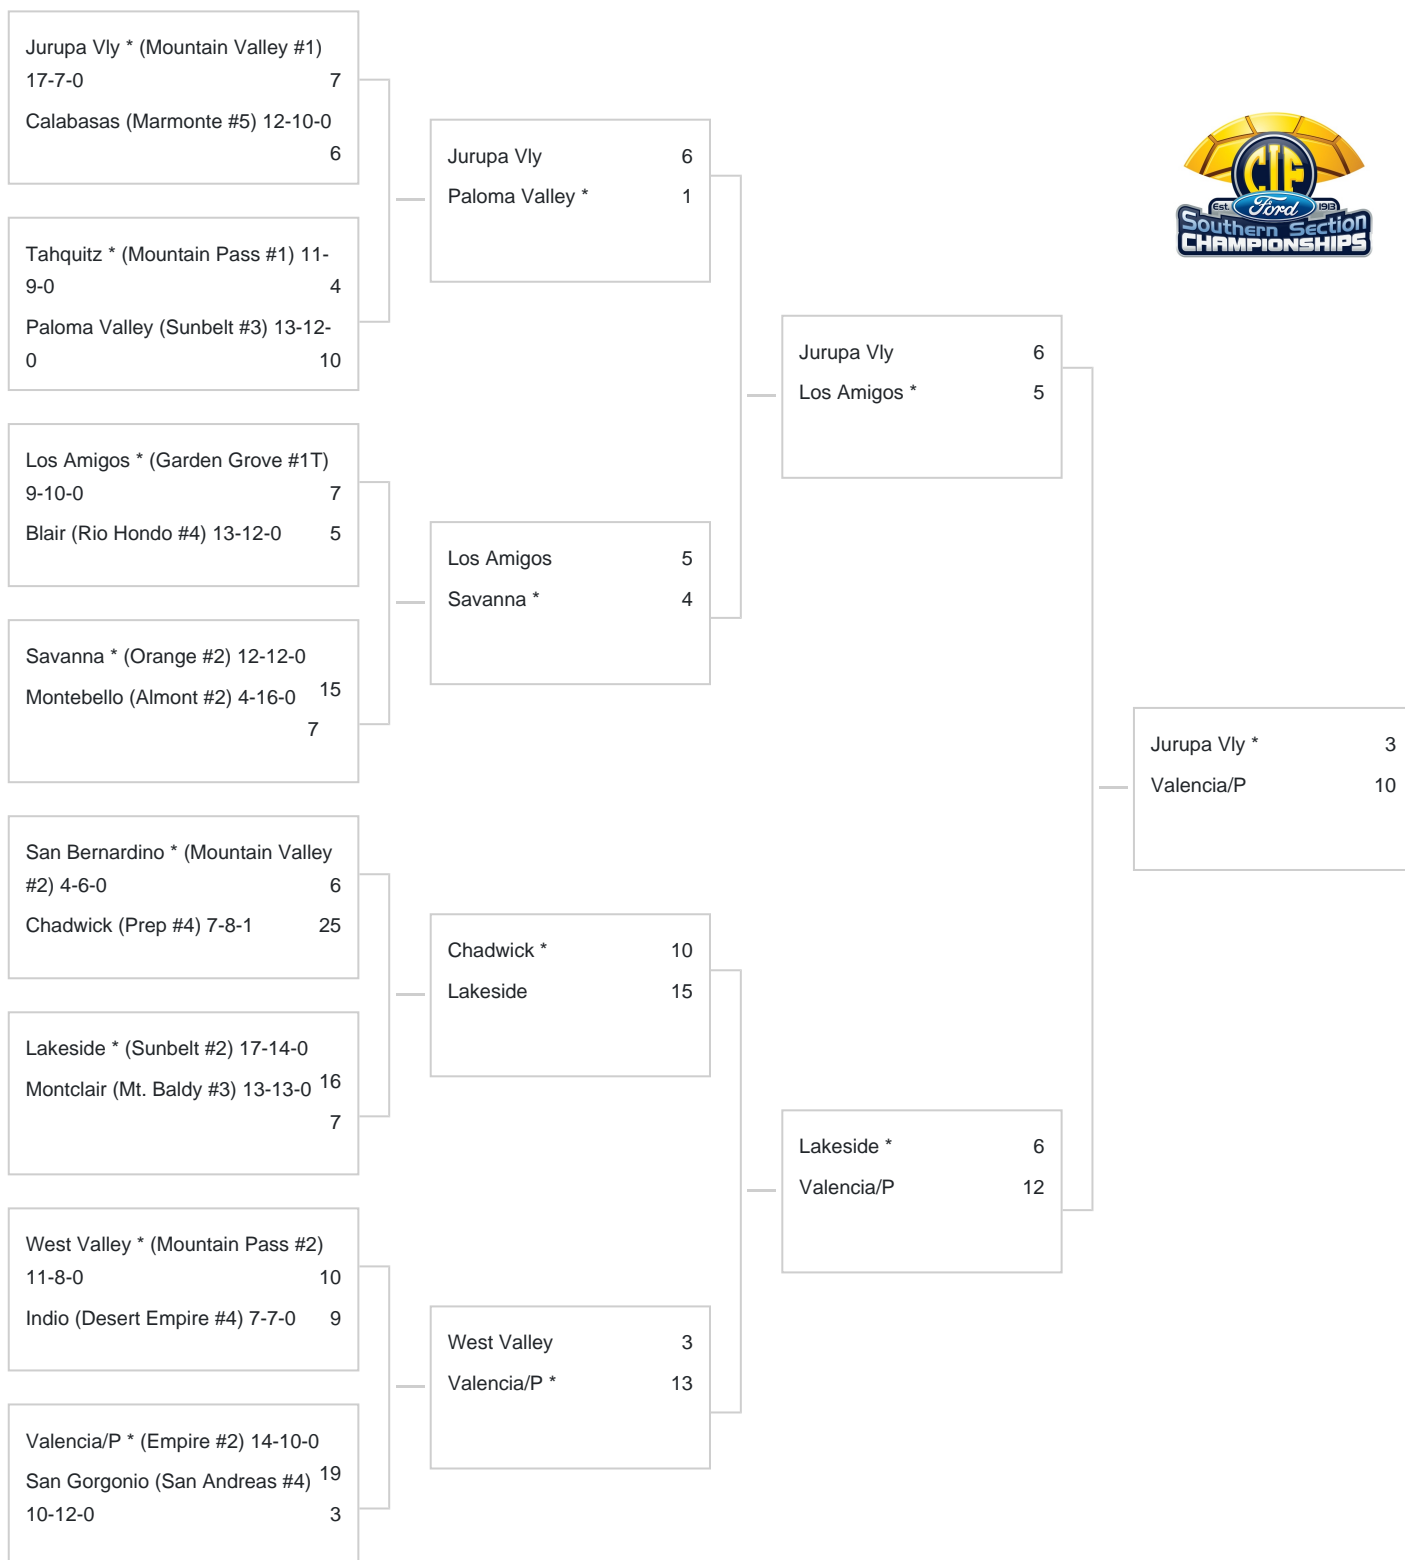 Jurupa Vly * (Mountain Valley #1)
17-7-0 7
Calabasas (Marmonte #5) 12-10-0
6
Tahquitz * (Mountain Pass #1) 11-
9-0 4
Paloma Valley (Sunbelt #3) 13-12-
0 10
Los Amigos * (Garden Grove #1T)
9-10-0 7
Blair (Rio Hondo #4) 13-12-0 5
Savanna * (Orange #2) 12-12-0
15
Montebello (Almont #2) 4-16-0
7
San Bernardino * (Mountain Valley
#2) 4-6-0 6
Chadwick (Prep #4) 7-8-1 25
Lakeside * (Sunbelt #2) 17-14-0
16
Montclair (Mt. Baldy #3) 13-13-0
7
West Valley * (Mountain Pass #2)
11-8-0 10
Indio (Desert Empire #4) 7-7-0 9
Valencia/P * (Empire #2) 14-10-0
19
San Gorgonio (San Andreas #4)
10-12-0 3
Jurupa Vly 6
Paloma Valley * 1
Los Amigos 5
Savanna * 4
Chadwick * 10
Lakeside 15
West Valley 3
Valencia/P * 13
Jurupa Vly 6
Los Amigos * 5
Lakeside * 6
Valencia/P 12
Jurupa Vly * 3
Valencia/P 10
CIF
Est. Ford 1913
Southern Section
CHAMPIONSHIPS